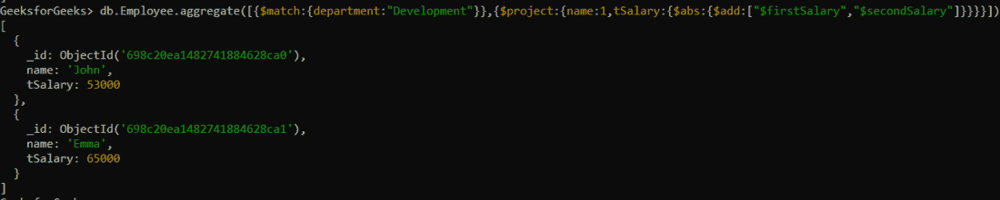 GeeksforGeeks> db.Employee.aggregate([{$match:{department:"Development"}},{$project:{name:1,tSalary:{$abs:{$add:["$firstSalary","$secondSalary"]}}}}])
[
  {
    _id: ObjectId('698c20ea1482741884628ca0'),
    name: 'John',
    tSalary: 53000
  },
  {
    _id: ObjectId('698c20ea1482741884628ca1'),
    name: 'Emma',
    tSalary: 65000
  }
]